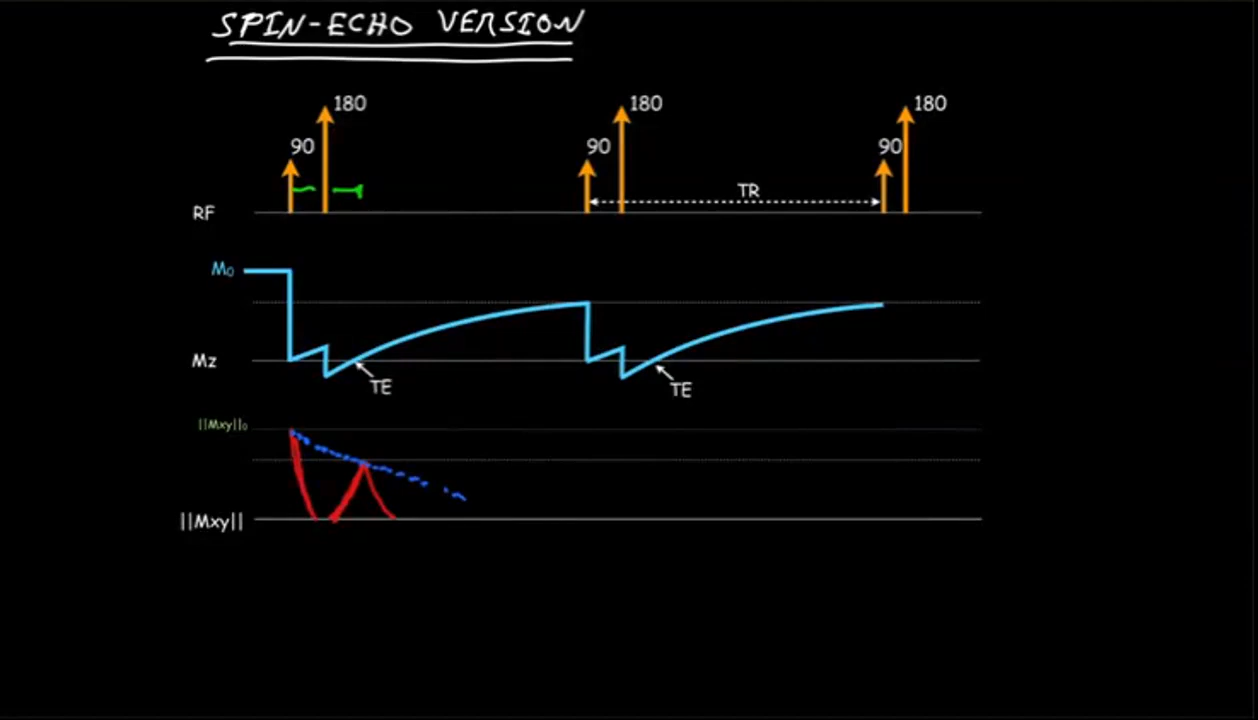 SPIN-ECHO VERSION
180 180 180
90 90 90
TR
RF
M₀
Mz
TE TE
||Mxy||₀
||Mxy||